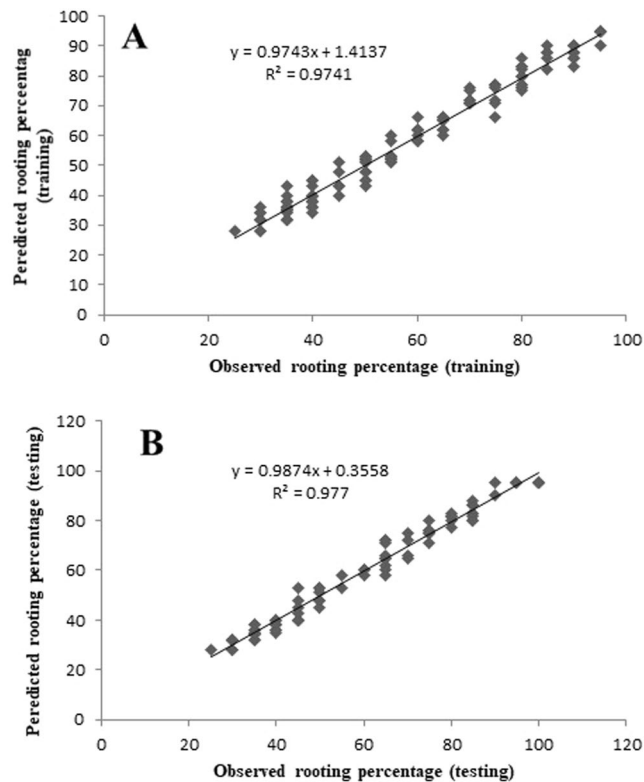 A
y = 0.9743x + 1.4137
R² = 0.9741
Peredicted rooting perceentag
(training)
100
90
80
70
60
50
40
30
20
10
0
0 20 40 60 80 100
Observed rooting percentage (training)
B
y = 0.9874x + 0.3558
R² = 0.977
Peredicted rooting percentage (testing)
120
100
80
60
40
20
0
0 20 40 60 80 100 120
Observed rooting percentage (testing)